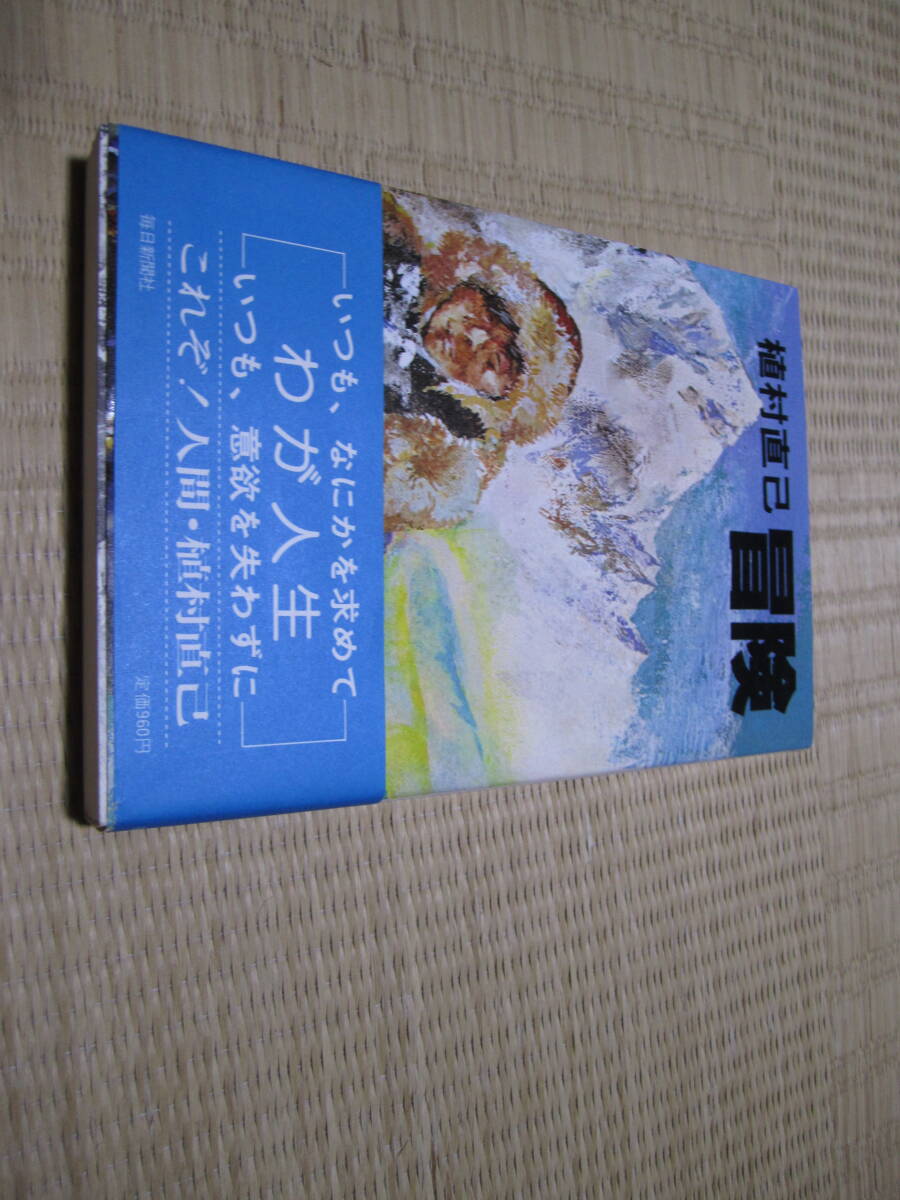 植村直己
冒険
いつも、なにかを求めて
わが人生
いつも、意欲を失わずに
これぞ!人間・植村直己
毎日新聞社
定価960円